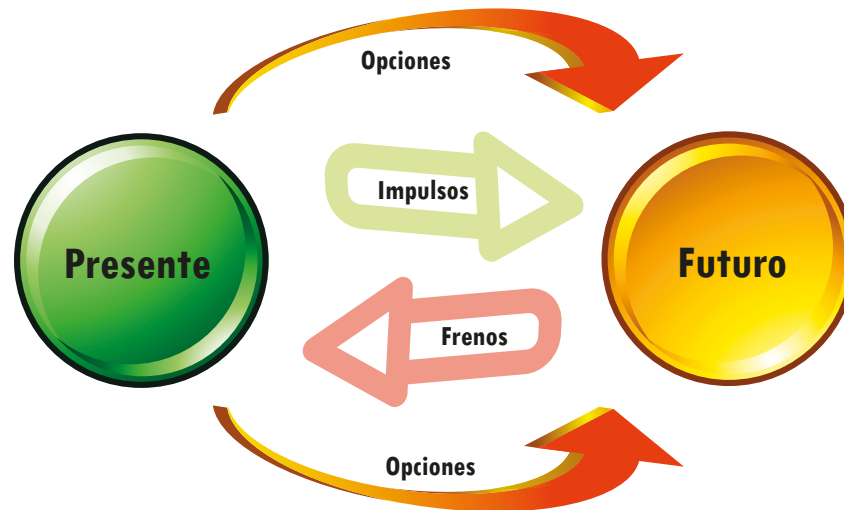 Opciones
Impulsos
Presente
Futuro
Frenos
Opciones